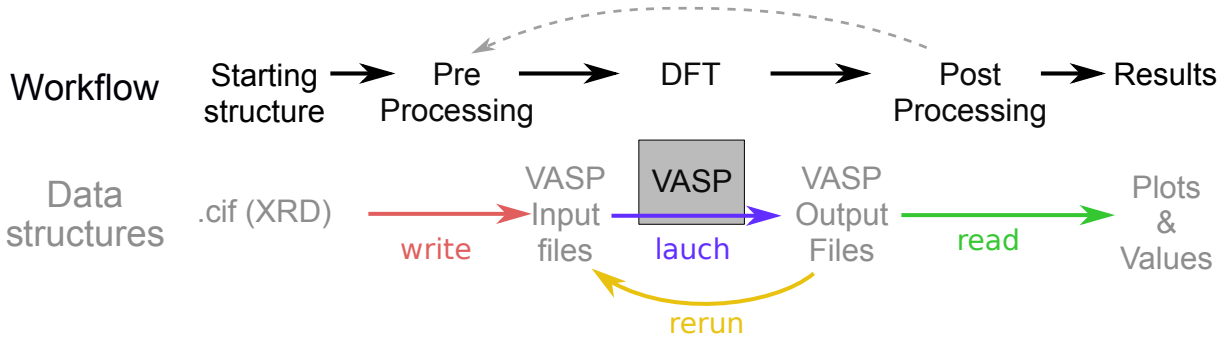 Workflow
Starting
structure
Pre
Processing
DFT
Post
Processing
Results
Data
structures
.cif (XRD)
write
VASP
Input
files
VASP
lauch
VASP
Output
Files
read
Plots
&
Values
rerun